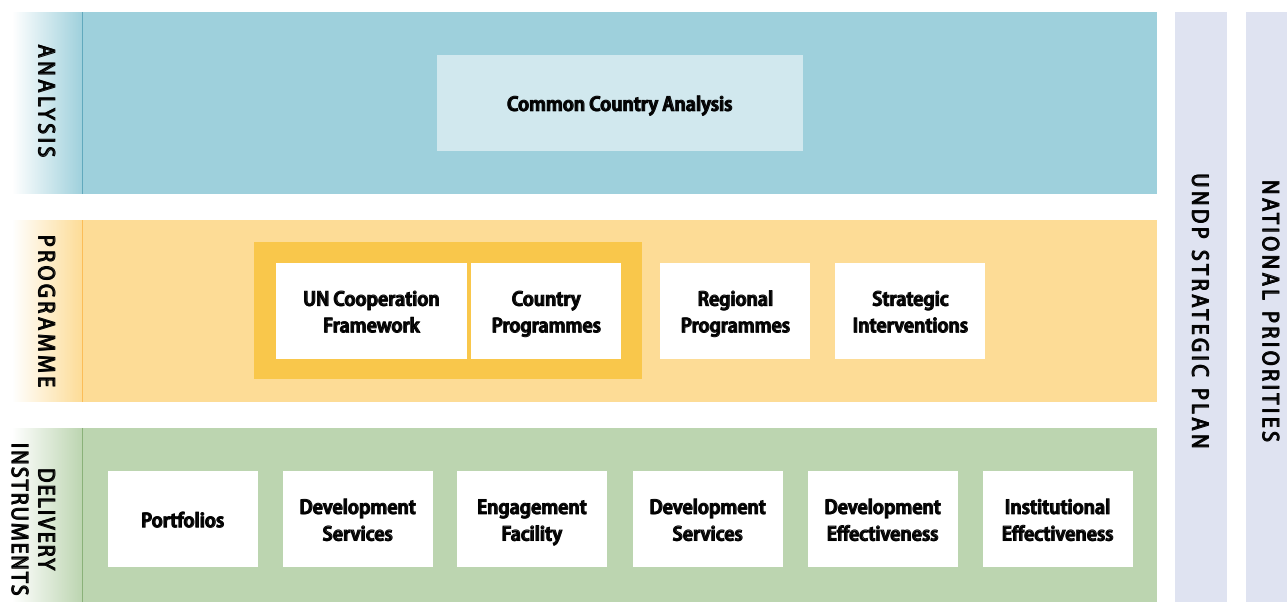 ANALYSIS
Common Country Analysis
PROGRAMME
UN Cooperation
Framework
Country
Programmes
Regional
Programmes
Strategic
Interventions
DELIVERY
INSTRUMENTS
Portfolios
Development
Services
Engagement
Facility
Development
Services
Development
Effectiveness
Institutional
Effectiveness
UNDP STRATEGIC PLAN
NATIONAL PRIORITIES